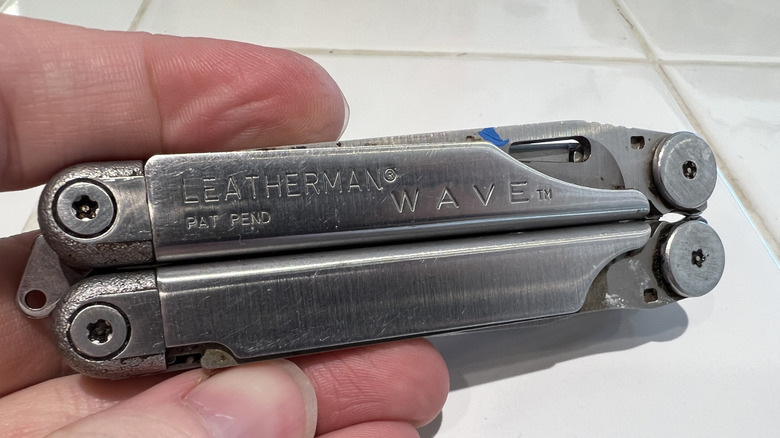 LEATHERMAN® WAVE™
PAT PEND